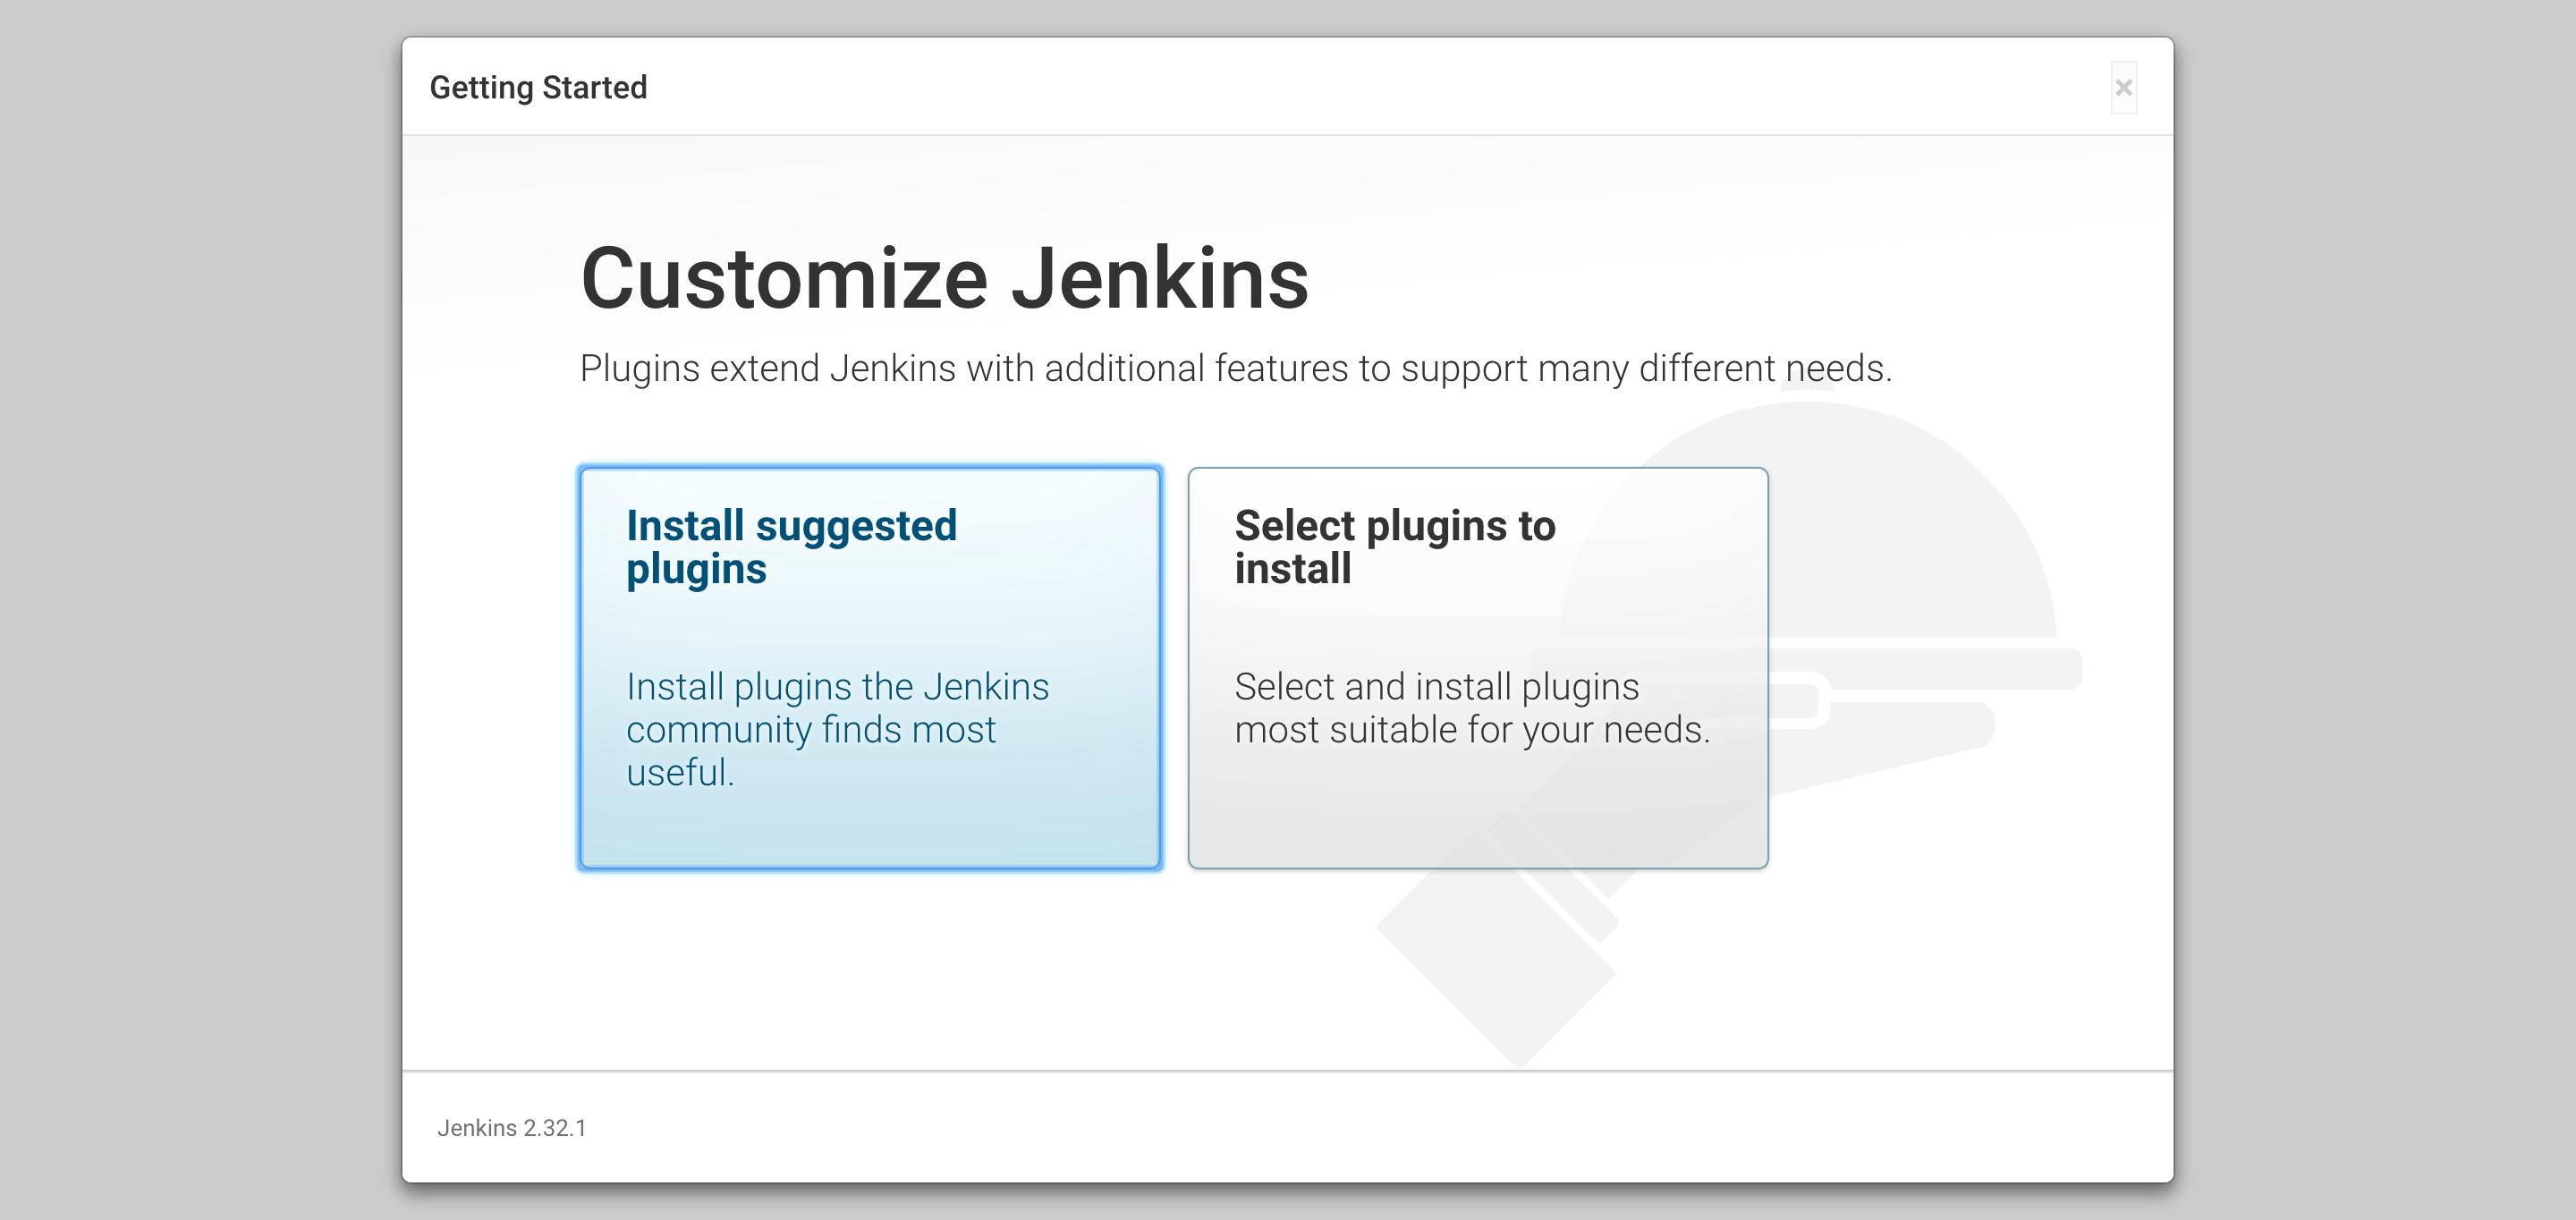 Getting Started
×
Customize Jenkins
Plugins extend Jenkins with additional features to support many different needs.
Install suggested
plugins
Install plugins the Jenkins
community finds most
useful.
Select plugins to
install
Select and install plugins
most suitable for your needs.
Jenkins 2.32.1